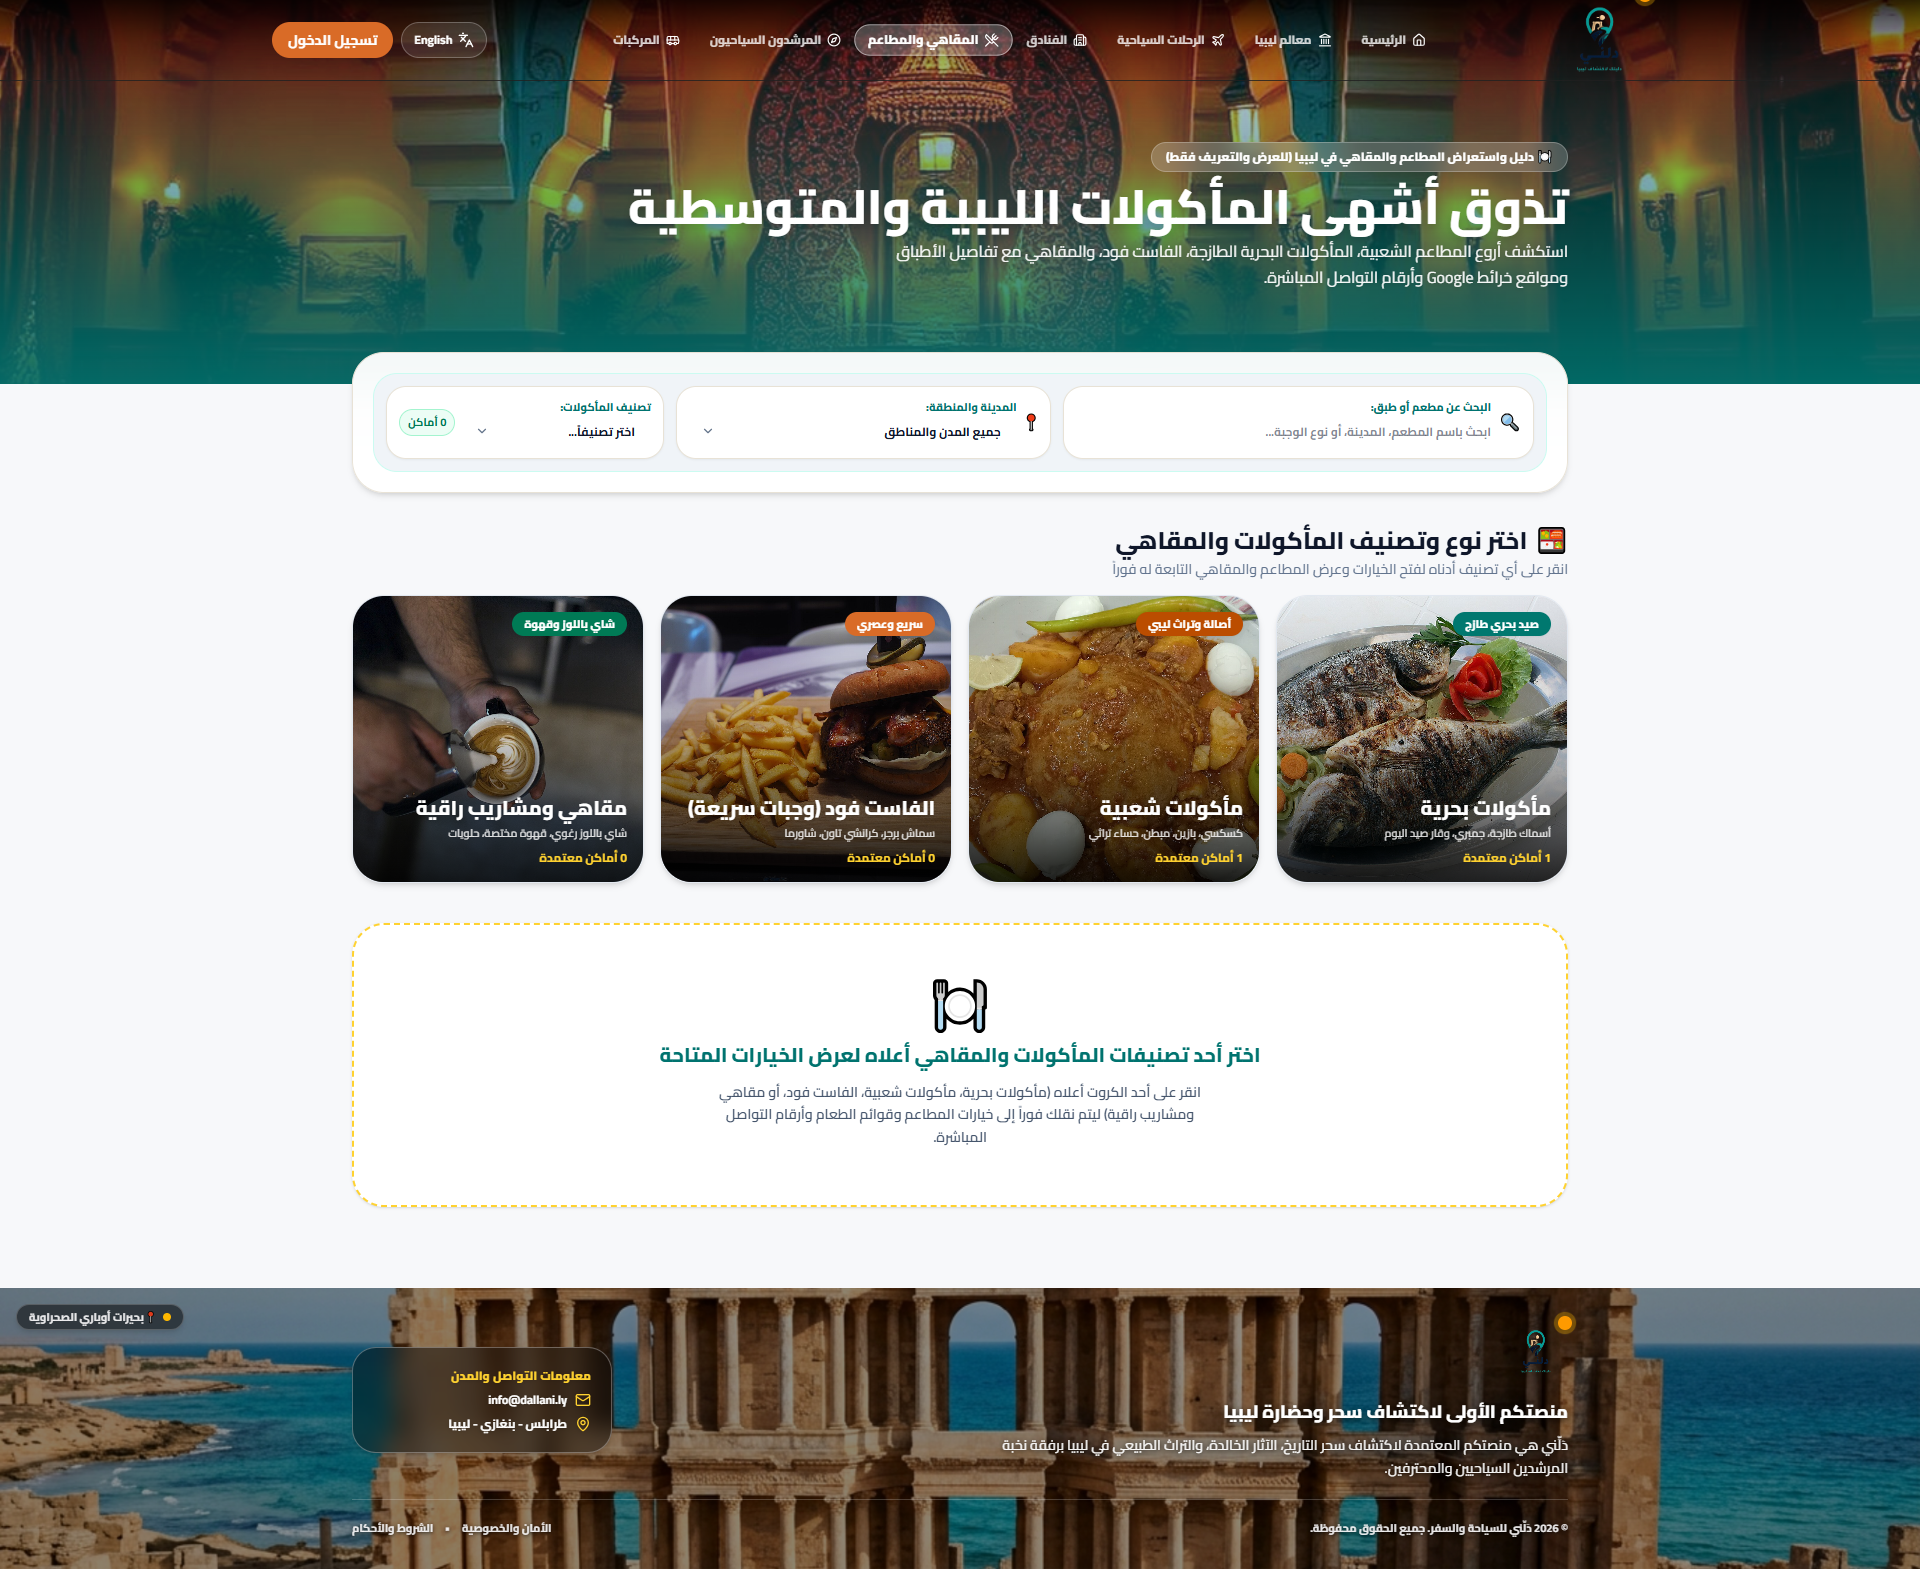 الرئيسية
معالم ليبيا
الرحلات السياحية
الفنادق
المقاهي والمطاعم
المرشدون السياحيون
المركبات
English
تسجيل الدخول
دليل واستعراض المطاعم والمقاهي في ليبيا (للعرض والتعريف فقط)
تذوق أشهى المأكولات الليبية والمتوسطية
استكشف أروع المطاعم الشعبية، المأكولات البحرية الطازجة، الفاست فود، والمقاهي مع تفاصيل الأطباق
ومواقع خرائط Google وأرقام التواصل المباشرة.
البحث عن مطعم أو طبق:
ابحث باسم المطعم، المدينة، أو نوع الوجبة...
المدينة والمنطقة:
جميع المدن والمناطق
تصنيف المأكولات:
اختر تصنيفاً...
0 أماكن
اختر نوع وتصنيف المأكولات والمقاهي
انقر على أي تصنيف أدناه لفتح الخيارات وعرض المطاعم والمقاهي التابعة له فوراً
صيد بحري طازج
مأكولات بحرية
أسماك طازجة، جمبري، وقار صيد اليوم
1 أماكن معتمدة
أصالة وتراث ليبي
مأكولات شعبية
كسكسي، بازين، مبطن، حساء تراثي
1 أماكن معتمدة
سريع وعصري
الفاست فود (وجبات سريعة)
سماش برجر، كرانشي تاون، شاورما
0 أماكن معتمدة
شاي باللوز وقهوة
مقاهي ومشاريب راقية
شاي باللوز رغوي، قهوة مختصة، حلويات
0 أماكن معتمدة
اختر أحد تصنيفات المأكولات والمقاهي أعلاه لعرض الخيارات المتاحة
انقر على أحد الكروت أعلاه (مأكولات بحرية، مأكولات شعبية، الفاست فود، أو مقاهي
ومشاريب راقية) ليتم نقلك فوراً إلى خيارات المطاعم وقوائم الطعام وأرقام التواصل
المباشرة.
بحيرات أوباري الصحراوية
منصتكم الأولى لاكتشاف سحر وحضارة ليبيا
دلّني هي منصتكم المعتمدة لاكتشاف سحر التاريخ، الآثار الخالدة، والتراث الطبيعي في ليبيا برفقة نخبة
المرشدين السياحيين والمحترفين.
معلومات التواصل والمدن
info@dallani.ly
طرابلس - بنغازي - ليبيا
© 2026 دلّني للسياحة والسفر. جميع الحقوق محفوظة.
الأمان والخصوصية • الشروط والأحكام